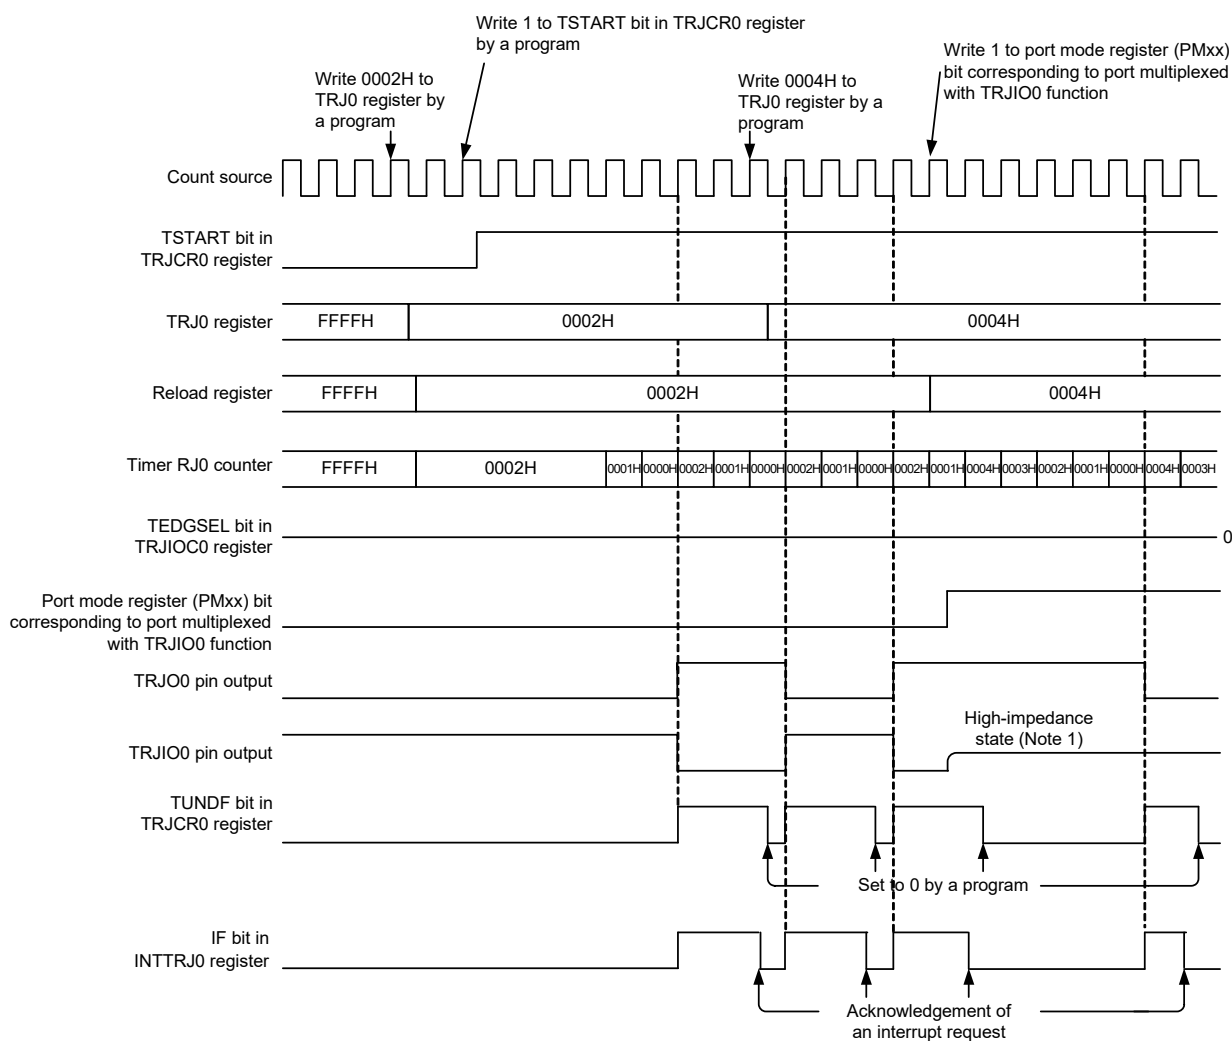 Write 1 to TSTART bit in TRJCR0 register
by a program
Write 0002H to
TRJ0 register by
a program
Write 0004H to
TRJ0 register by a
program
Write 1 to port mode register (PMxx)
bit corresponding to port multiplexed
with TRJIO0 function
Count source
TSTART bit in
TRJCR0 register
TRJ0 register
FFFFH 0002H 0004H
Reload register
FFFFH 0002H 0004H
Timer RJ0 counter
FFFFH 0002H 0001H 0000H 0002H 0001H 0000H 0002H 0001H 0000H 0002H 0001H 0004H 0003H 0002H 0001H 0000H 0004H 0003H
TEDGSEL bit in
TRJIOC0 register
0
Port mode register (PMxx) bit
corresponding to port multiplexed
with TRJIO0 function
TRJO0 pin output
High-impedance
state (Note 1)
TRJIO0 pin output
TUNDF bit in
TRJCR0 register
Set to 0 by a program
IF bit in
INTTRJ0 register
Acknowledgement of
an interrupt request